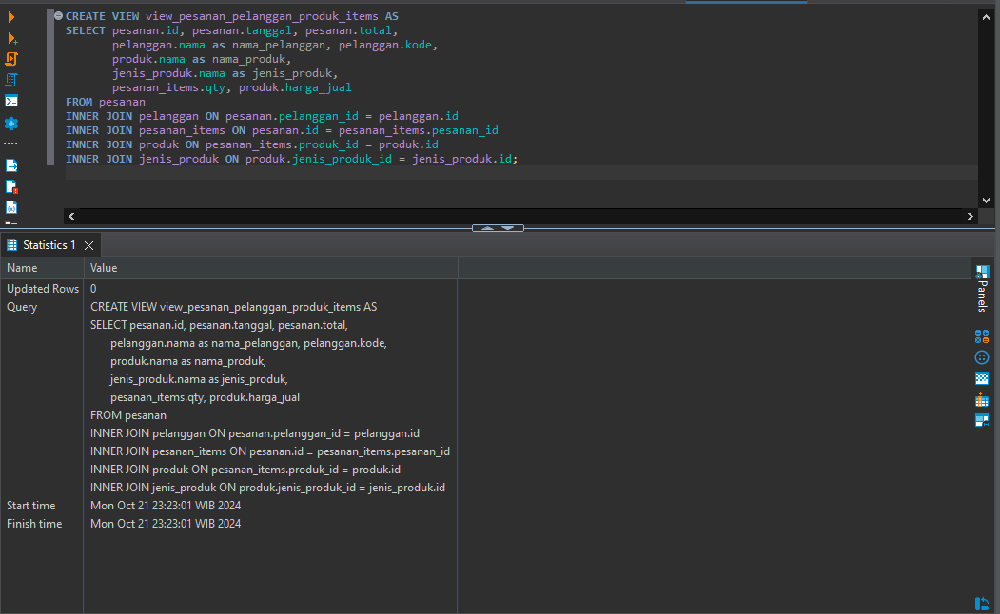 CREATE VIEW view_pesanan_pelanggan_produk_items AS
SELECT pesanan.id, pesanan.tanggal, pesanan.total,
pelanggan.nama as nama_pelanggan, pelanggan.kode,
produk.nama as nama_produk,
jenis_produk.nama as jenis_produk,
pesanan_items.qty, produk.harga_jual
FROM pesanan
INNER JOIN pelanggan ON pesanan.pelanggan_id = pelanggan.id
INNER JOIN pesanan_items ON pesanan.id = pesanan_items.pesanan_id
INNER JOIN produk ON pesanan_items.produk_id = produk.id
INNER JOIN jenis_produk ON produk.jenis_produk_id = jenis_produk.id;
Statistics 1
Name Value
Updated Rows 0
Query CREATE VIEW view_pesanan_pelanggan_produk_items AS
SELECT pesanan.id, pesanan.tanggal, pesanan.total,
pelanggan.nama as nama_pelanggan, pelanggan.kode,
produk.nama as nama_produk,
jenis_produk.nama as jenis_produk,
pesanan_items.qty, produk.harga_jual
FROM pesanan
INNER JOIN pelanggan ON pesanan.pelanggan_id = pelanggan.id
INNER JOIN pesanan_items ON pesanan.id = pesanan_items.pesanan_id
INNER JOIN produk ON pesanan_items.produk_id = produk.id
INNER JOIN jenis_produk ON produk.jenis_produk_id = jenis_produk.id
Start time Mon Oct 21 23:23:01 WIB 2024
Finish time Mon Oct 21 23:23:01 WIB 2024
Panels